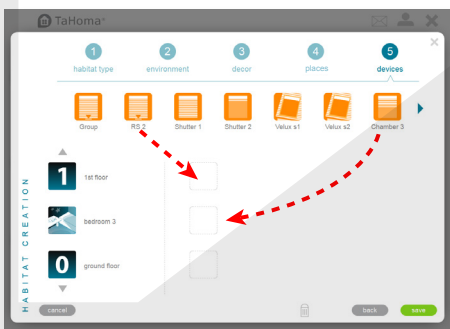 TaHoma
1 2 3 4 5
habitat type environment decor places devices
Group RS 2 Shutter 1 Shutter 2 Velux s1 Velux s2 Chamber 3
HABITAT CREATION
1 1st floor
bedroom 3
0 ground floor
cancel back save